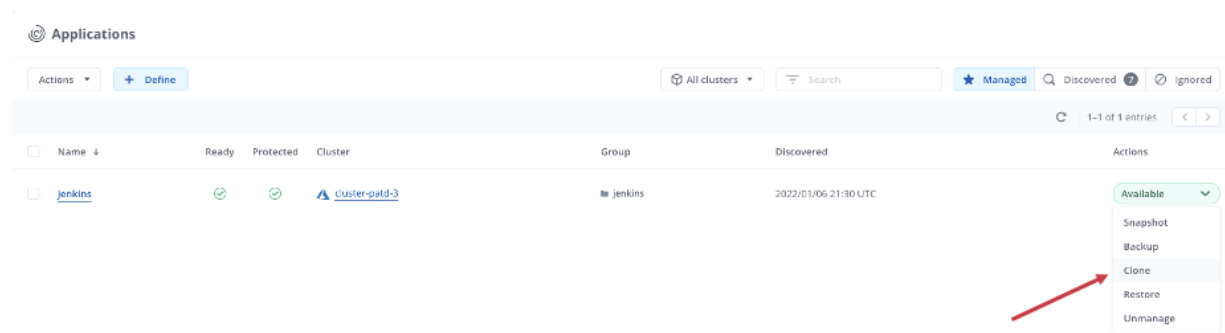 Applications
Actions + Define All clusters Search Managed Discovered 7 Ignored
1-1 of 1 entries < >
Name ↓ Ready Protected Cluster Group Discovered Actions
jenkins cluster-patd-3 jenkins 2022/01/06 21:30 UTC Available
Snapshot
Backup
Clone
Restore
Unmanage